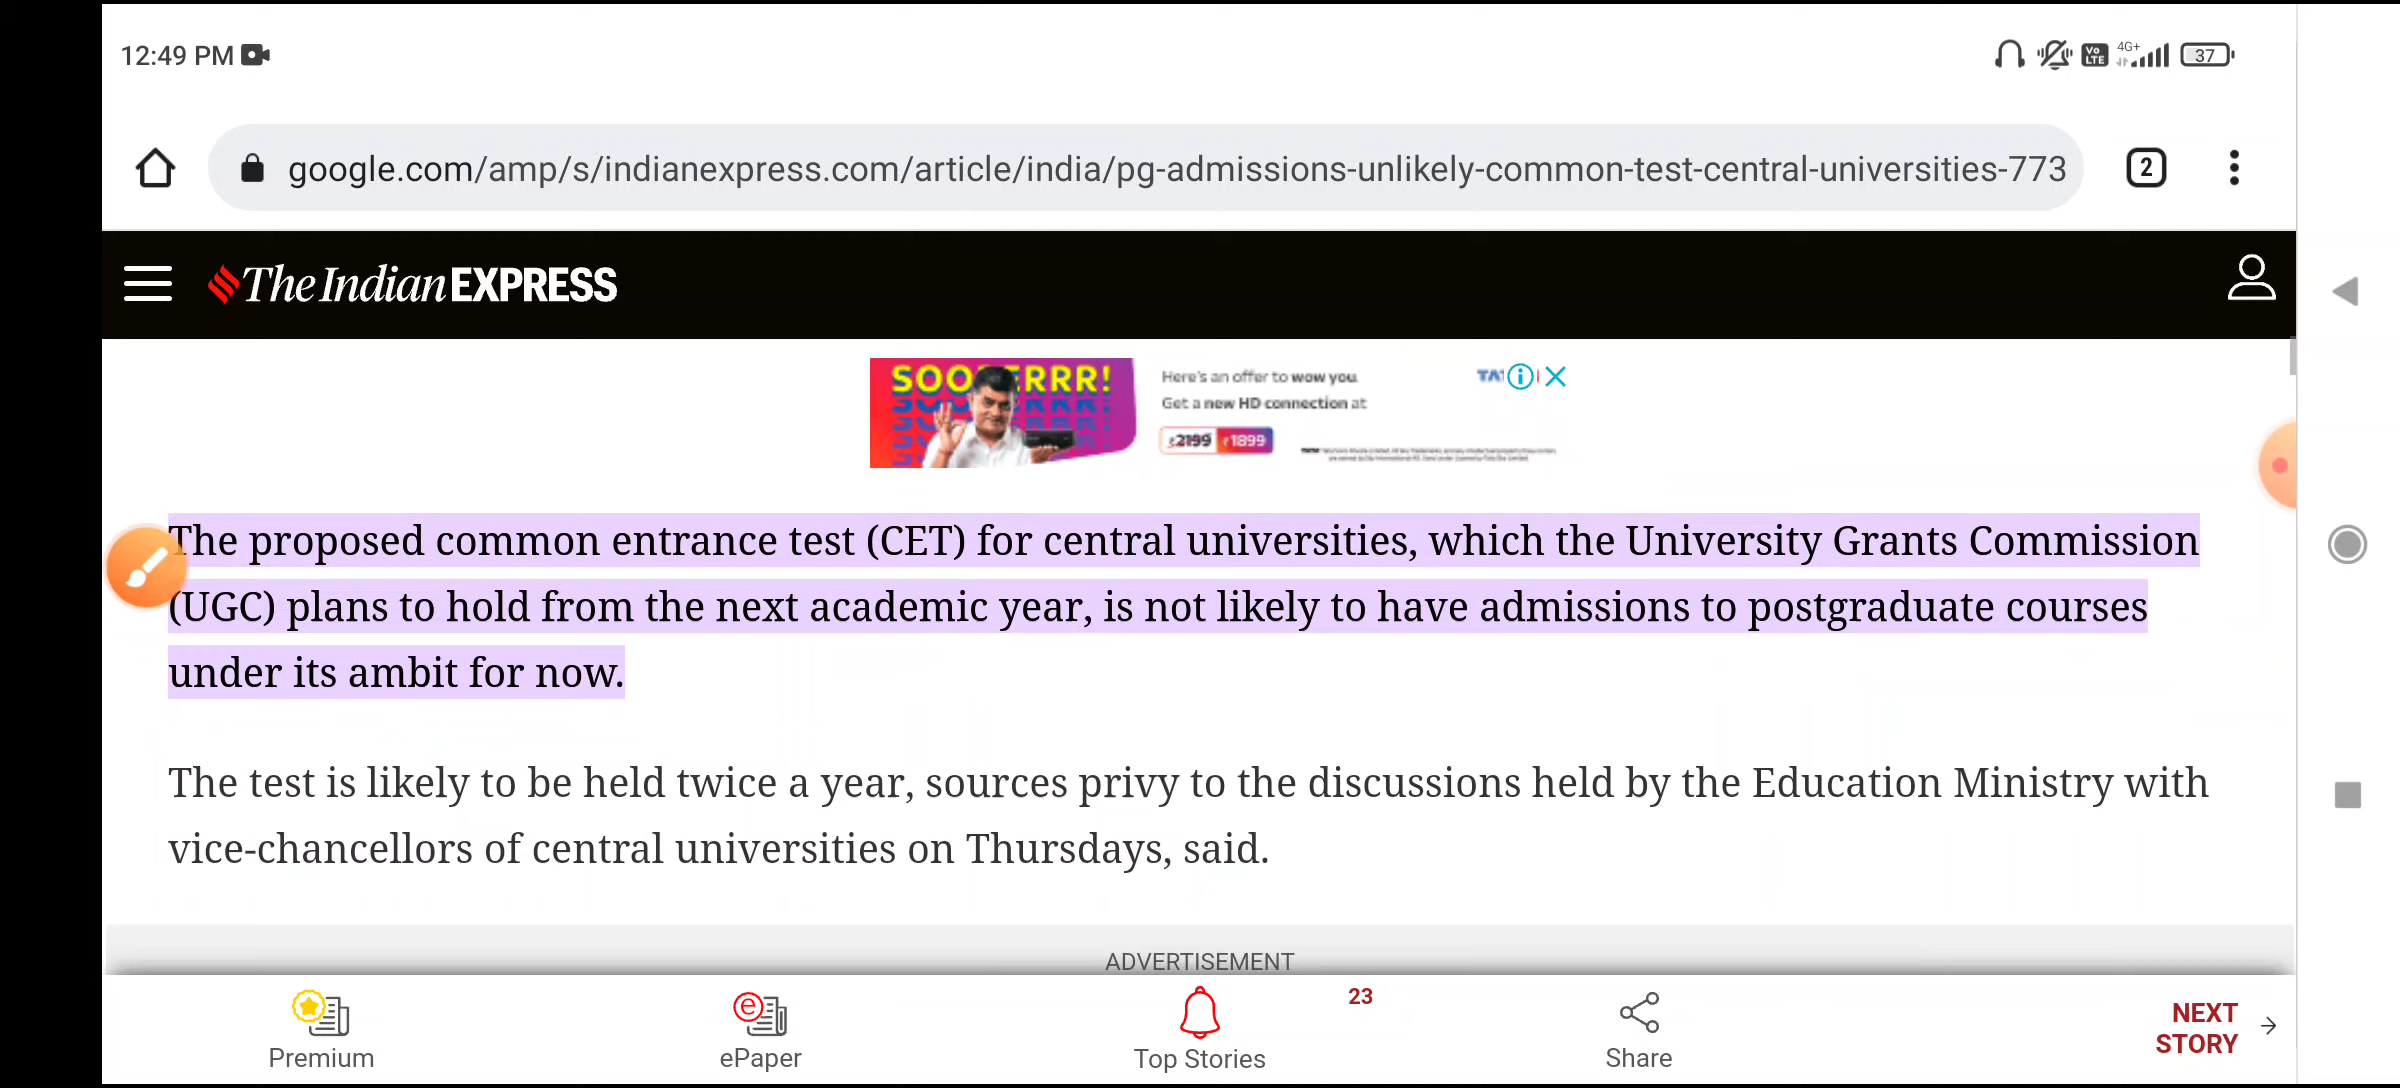 12:49 PM
Vo LTE 4G+ 37
google.com/amp/s/indianexpress.com/article/india/pg-admissions-unlikely-common-test-central-universities-773
2
The Indian EXPRESS
Here's an offer to wow you.
Get a new HD connection at
₹2199 ₹1899
The proposed common entrance test (CET) for central universities, which the University Grants Commission
(UGC) plans to hold from the next academic year, is not likely to have admissions to postgraduate courses
under its ambit for now.
The test is likely to be held twice a year, sources privy to the discussions held by the Education Ministry with
vice-chancellors of central universities on Thursdays, said.
ADVERTISEMENT
Premium
ePaper
Top Stories
23
Share
NEXT
STORY